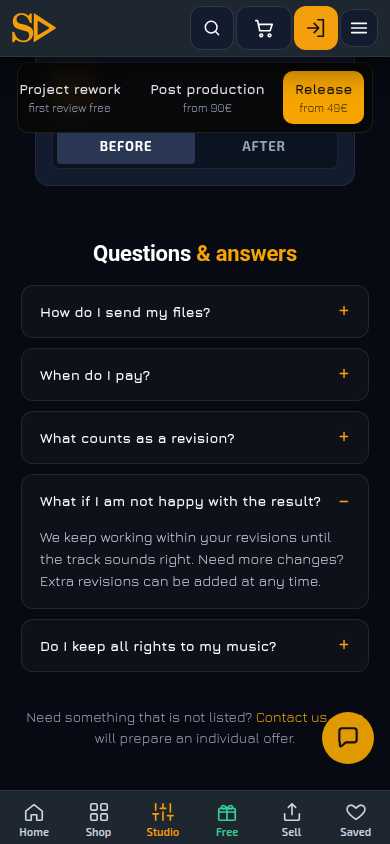 Project rework
first review free
Post production
from 90€
Release
from 49€
BEFORE
AFTER
Questions & answers
How do I send my files?
+
When do I pay?
+
What counts as a revision?
+
What if I am not happy with the result?
−
We keep working within your revisions until
the track sounds right. Need more changes?
Extra revisions can be added at any time.
Do I keep all rights to my music?
+
Need something that is not listed? Contact us
will prepare an individual offer.
Home
Shop
Studio
Free
Sell
Saved